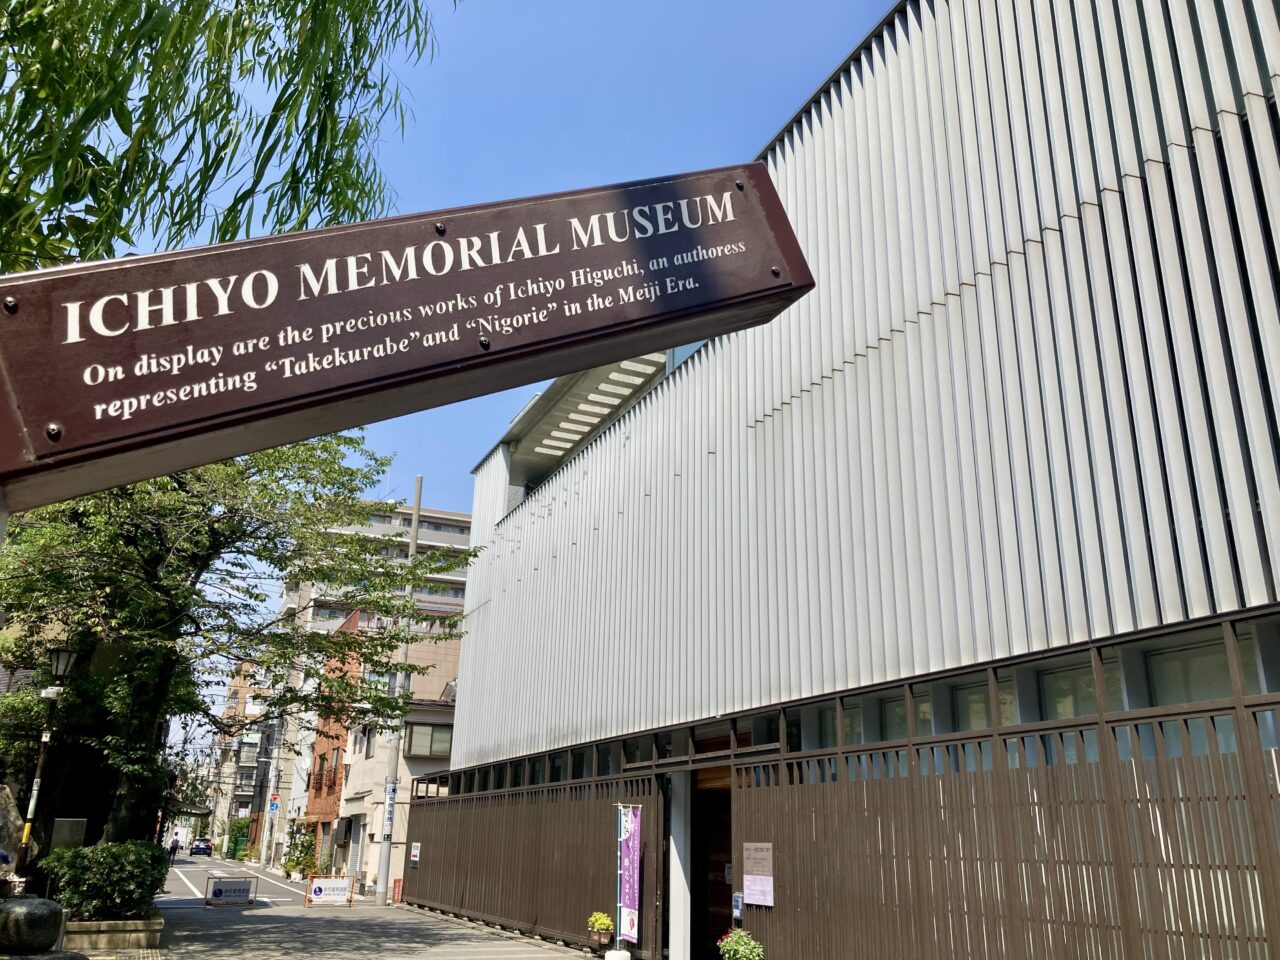 ICHIYO MEMORIAL MUSEUM
On display are the precious works of Ichiyo Higuchi, an authoress
representing “Takekurabe”and “Nigorie” in the Meiji Era.